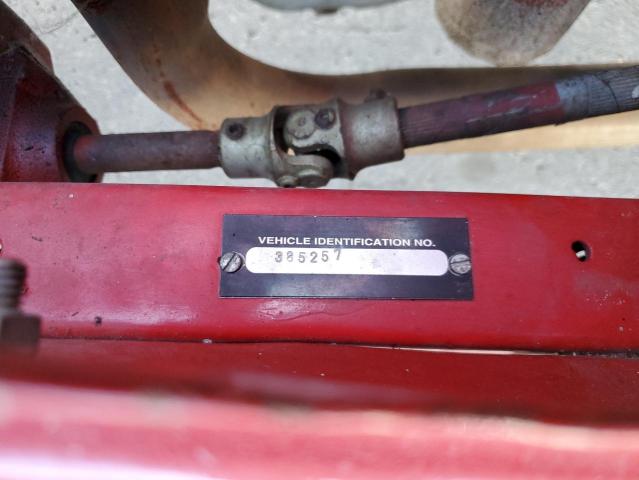 VEHICLE IDENTIFICATION NO.
385257